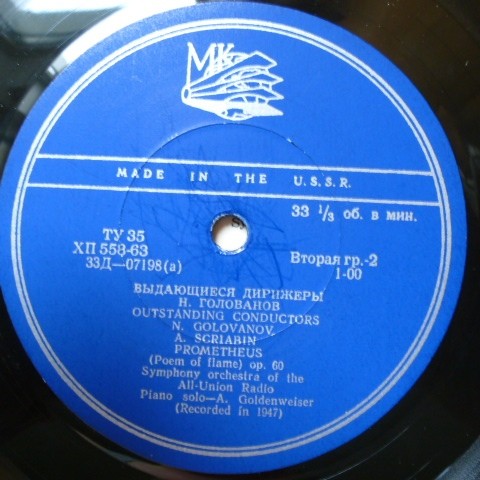 МК
MADE IN THE U.S.S.R.
33 1/3 об. в мин.
ТУ 35
ХП 558-63
33Д—07198(а)
Вторая гр.-2
1-00
ВЫДАЮЩИЕСЯ ДИРИЖЕРЫ
Н. ГОЛОВАНОВ
OUTSTANDING CONDUCTORS
N. GOLOVANOV
A. SCRIABIN
PROMETHEUS
(Poem of flame) op. 60
Symphony orchestra of the
All-Union Radio
Piano solo—A. Goldenweiser
(Recorded in 1947)